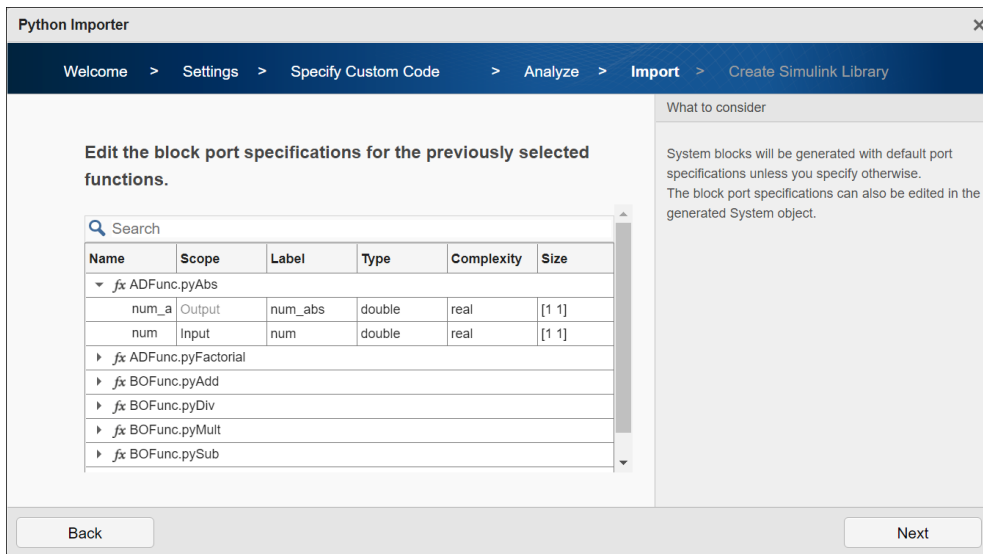 Python Importer
Welcome > Settings > Specify Custom Code > Analyze > Import > Create Simulink Library
Edit the block port specifications for the previously selected
functions.
Search
Name Scope Label Type Complexity Size
fx ADFunc.pyAbs
num_a Output num_abs double real [1 1]
num Input num double real [1 1]
fx ADFunc.pyFactorial
fx BOFunc.pyAdd
fx BOFunc.pyDiv
fx BOFunc.pyMult
fx BOFunc.pySub
What to consider
System blocks will be generated with default port
specifications unless you specify otherwise.
The block port specifications can also be edited in the
generated System object.
Back
Next